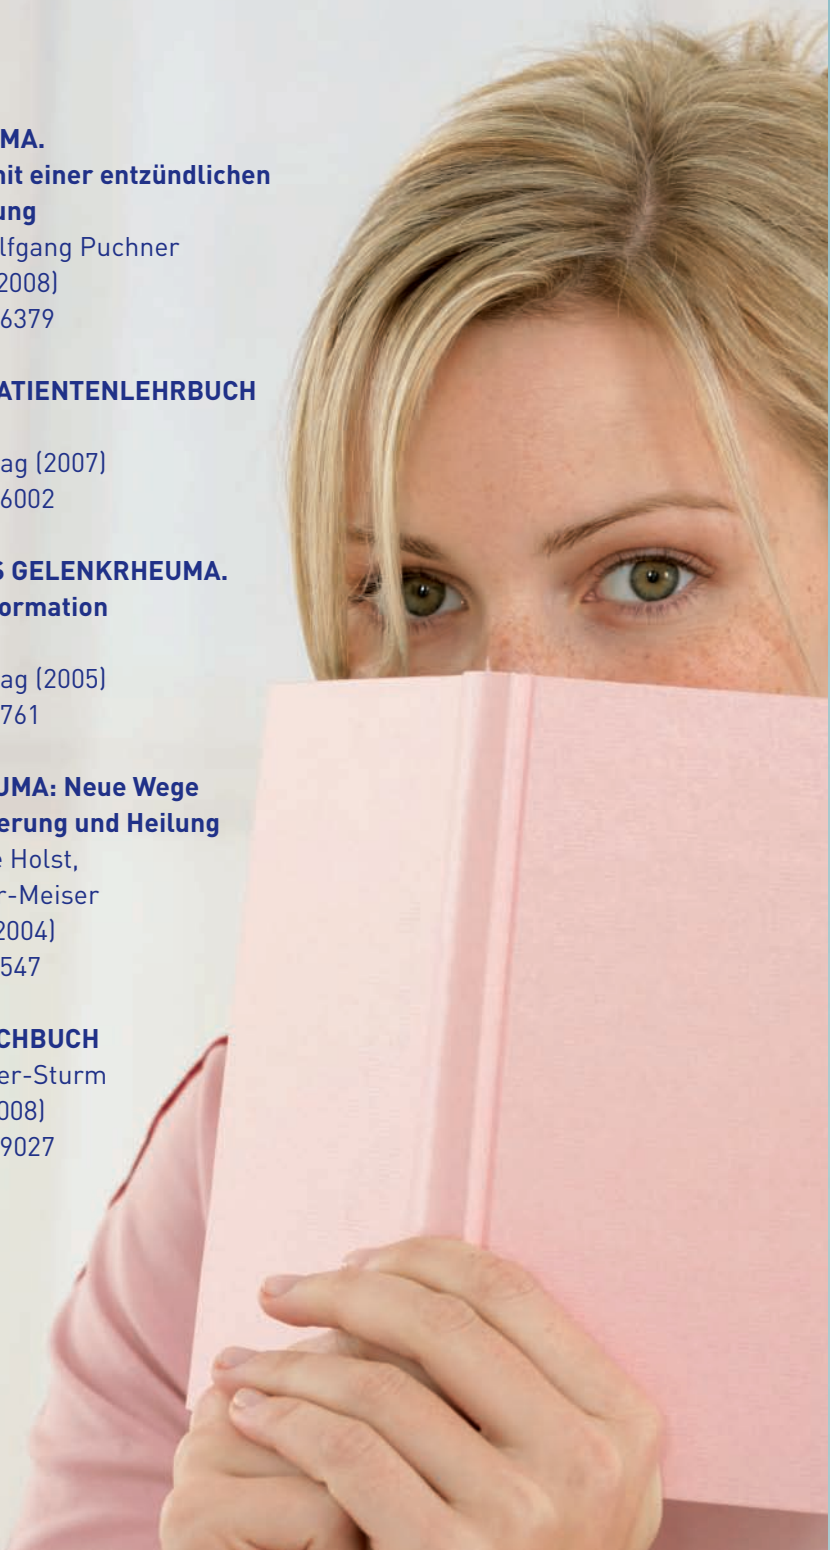 MA.
nit einer entzündlichen
ung
lfgang Puchner
2008)
6379
ATIENTENLEHRBUCH
ag (2007)
6002
S GELENKRHEUMA.
ormation
ag (2005)
761
UMA: Neue Wege
erung und Heilung
e Holst,
r-Meiser
2004)
547
CHBUCH
er-Sturm
008)
9027